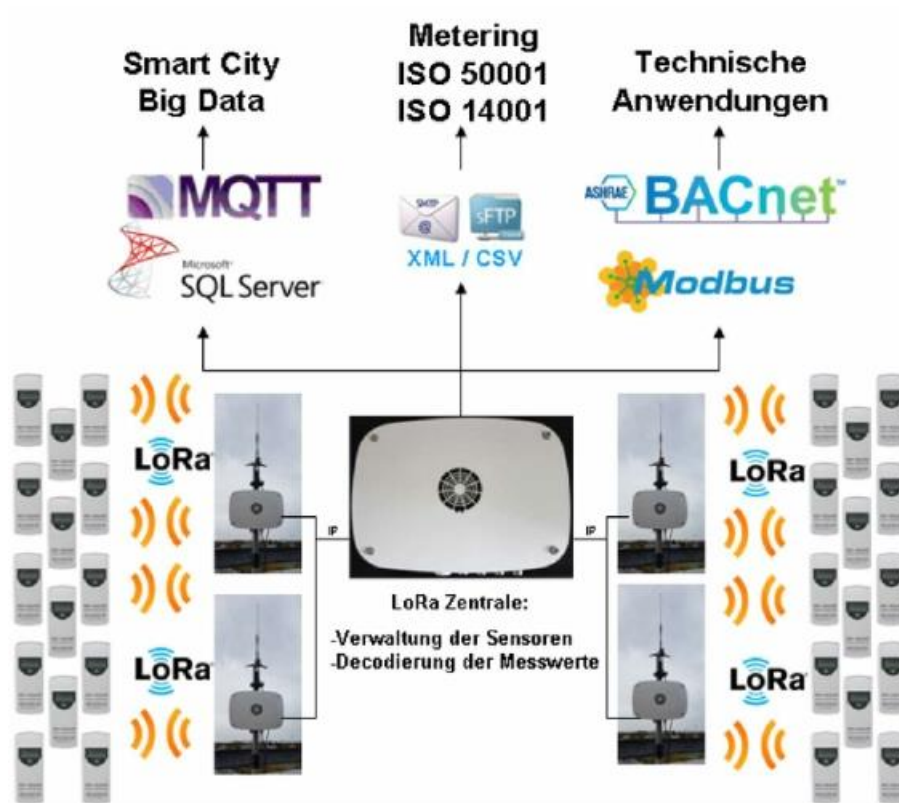 Smart City
Big Data
Metering
ISO 50001
ISO 14001
Technische
Anwendungen
MQTT
Microsoft
SQL Server
SMTP
@
sFTP
XML / CSV
ASHRAE
BACnet™
Modbus
LoRa
LoRa
IP
IP
LoRa Zentrale:
-Verwaltung der Sensoren
-Decodierung der Messwerte
LoRa
LoRa